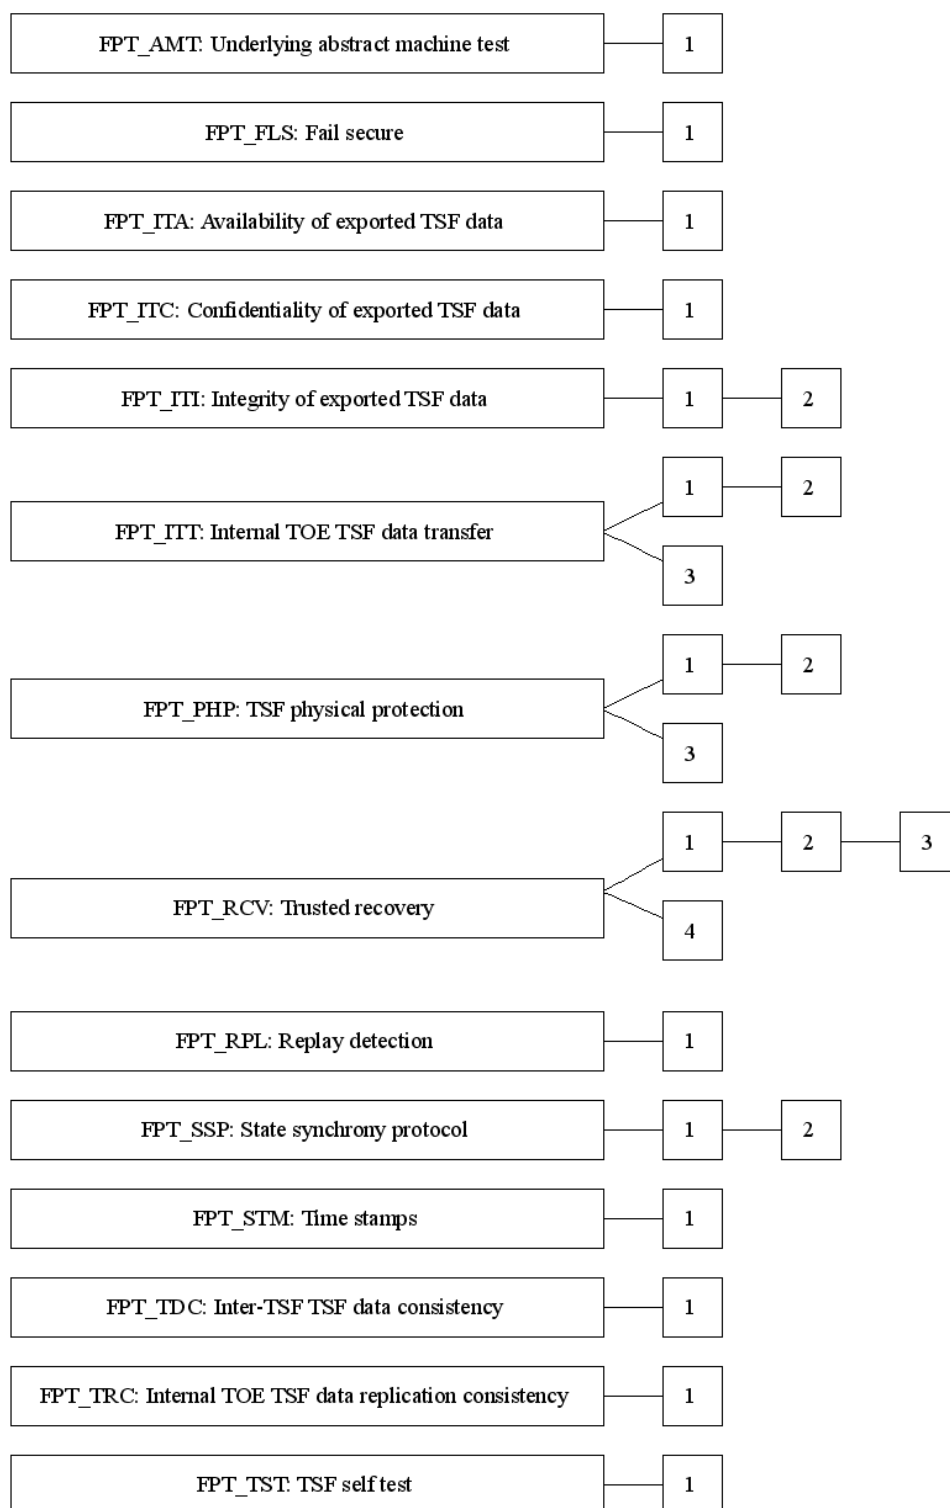 FPT_AMT: Underlying abstract machine test 1
FPT_FLS: Fail secure 1
FPT_ITA: Availability of exported TSF data 1
FPT_ITC: Confidentiality of exported TSF data 1
FPT_ITI: Integrity of exported TSF data 1 2
1 2
FPT_ITT: Internal TOE TSF data transfer
3
1 2
FPT_PHP: TSF physical protection
3
1 2 3
FPT_RCV: Trusted recovery
4
FPT_RPL: Replay detection 1
FPT_SSP: State synchrony protocol 1 2
FPT_STM: Time stamps 1
FPT_TDC: Inter-TSF TSF data consistency 1
FPT_TRC: Internal TOE TSF data replication consistency 1
FPT_TST: TSF self test 1